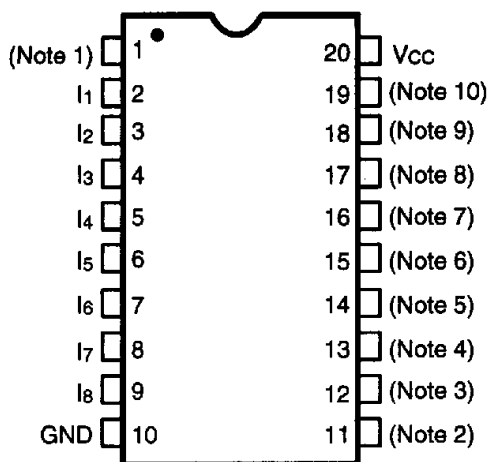 (Note 1) 1 20 Vcc
I1 2 19 (Note 10)
I2 3 18 (Note 9)
I3 4 17 (Note 8)
I4 5 16 (Note 7)
I5 6 15 (Note 6)
I6 7 14 (Note 5)
I7 8 13 (Note 4)
I8 9 12 (Note 3)
GND 10 11 (Note 2)